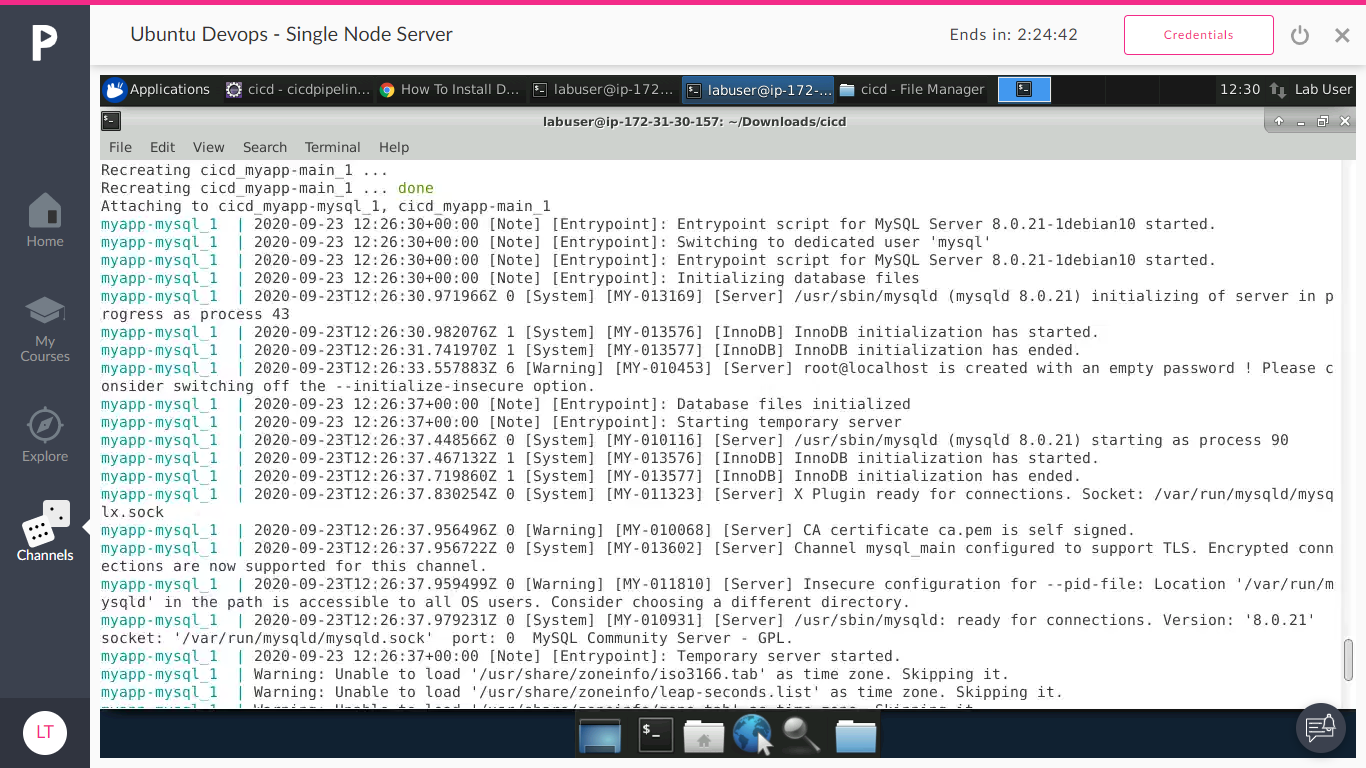 Ubuntu Devops - Single Node Server
Ends in: 2:24:42
Credentials
Home
My
Courses
Explore
Channels
LT
Applications
cicd - cicdpipelin...
How To Install D...
labuser@ip-172...
labuser@ip-172-...
cicd - File Manager
12:30
Lab User
labuser@ip-172-31-30-157: ~/Downloads/cicd
File Edit View Search Terminal Help
Recreating cicd_myapp-main_1 ...
Recreating cicd_myapp-main_1 ... done
Attaching to cicd_myapp-mysql_1, cicd_myapp-main_1
myapp-mysql_1 | 2020-09-23 12:26:30+00:00 [Note] [Entrypoint]: Entrypoint script for MySQL Server 8.0.21-1debian10 started.
myapp-mysql_1 | 2020-09-23 12:26:30+00:00 [Note] [Entrypoint]: Switching to dedicated user 'mysql'
myapp-mysql_1 | 2020-09-23 12:26:30+00:00 [Note] [Entrypoint]: Entrypoint script for MySQL Server 8.0.21-1debian10 started.
myapp-mysql_1 | 2020-09-23 12:26:30+00:00 [Note] [Entrypoint]: Initializing database files
myapp-mysql_1 | 2020-09-23T12:26:30.971966Z 0 [System] [MY-013169] [Server] /usr/sbin/mysqld (mysqld 8.0.21) initializing of server in p
rogress as process 43
myapp-mysql_1 | 2020-09-23T12:26:30.982076Z 1 [System] [MY-013576] [InnoDB] InnoDB initialization has started.
myapp-mysql_1 | 2020-09-23T12:26:31.741970Z 1 [System] [MY-013577] [InnoDB] InnoDB initialization has ended.
myapp-mysql_1 | 2020-09-23T12:26:33.557883Z 6 [Warning] [MY-010453] [Server] root@localhost is created with an empty password ! Please c
onsider switching off the --initialize-insecure option.
myapp-mysql_1 | 2020-09-23 12:26:37+00:00 [Note] [Entrypoint]: Database files initialized
myapp-mysql_1 | 2020-09-23 12:26:37+00:00 [Note] [Entrypoint]: Starting temporary server
myapp-mysql_1 | 2020-09-23T12:26:37.448566Z 0 [System] [MY-010116] [Server] /usr/sbin/mysqld (mysqld 8.0.21) starting as process 90
myapp-mysql_1 | 2020-09-23T12:26:37.467132Z 1 [System] [MY-013576] [InnoDB] InnoDB initialization has started.
myapp-mysql_1 | 2020-09-23T12:26:37.719860Z 1 [System] [MY-013577] [InnoDB] InnoDB initialization has ended.
myapp-mysql_1 | 2020-09-23T12:26:37.830254Z 0 [System] [MY-011323] [Server] X Plugin ready for connections. Socket: /var/run/mysqld/mysq
lx.sock
myapp-mysql_1 | 2020-09-23T12:26:37.956496Z 0 [Warning] [MY-010068] [Server] CA certificate ca.pem is self signed.
myapp-mysql_1 | 2020-09-23T12:26:37.956722Z 0 [System] [MY-013602] [Server] Channel mysql_main configured to support TLS. Encrypted conn
ections are now supported for this channel.
myapp-mysql_1 | 2020-09-23T12:26:37.959499Z 0 [Warning] [MY-011810] [Server] Insecure configuration for --pid-file: Location '/var/run/m
ysqld' in the path is accessible to all OS users. Consider choosing a different directory.
myapp-mysql_1 | 2020-09-23T12:26:37.979231Z 0 [System] [MY-010931] [Server] /usr/sbin/mysqld: ready for connections. Version: '8.0.21'
socket: '/var/run/mysqld/mysqld.sock' port: 0 MySQL Community Server - GPL.
myapp-mysql_1 | 2020-09-23 12:26:37+00:00 [Note] [Entrypoint]: Temporary server started.
myapp-mysql_1 | Warning: Unable to load '/usr/share/zoneinfo/iso3166.tab' as time zone. Skipping it.
myapp-mysql_1 | Warning: Unable to load '/usr/share/zoneinfo/leap-seconds.list' as time zone. Skipping it.